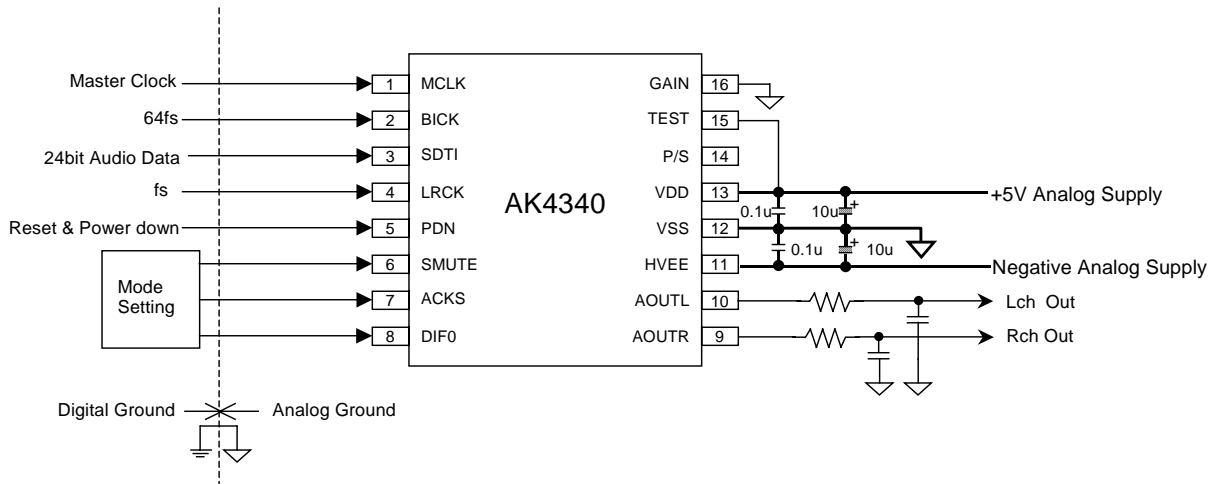 Master Clock
1
MCLK
GAIN
16
64fs
2
BICK
TEST
15
24bit Audio Data
3
SDTI
P/S
14
fs
4
LRCK
AK4340
VDD
13
0.1u
10u
+
+5V Analog Supply
Reset & Power down
5
PDN
VSS
12
0.1u
10u
+
Mode
Setting
6
SMUTE
HVEE
11
Negative Analog Supply
7
ACKS
AOUTL
10
Lch Out
8
DIF0
AOUTR
9
Rch Out
Digital Ground
Analog Ground